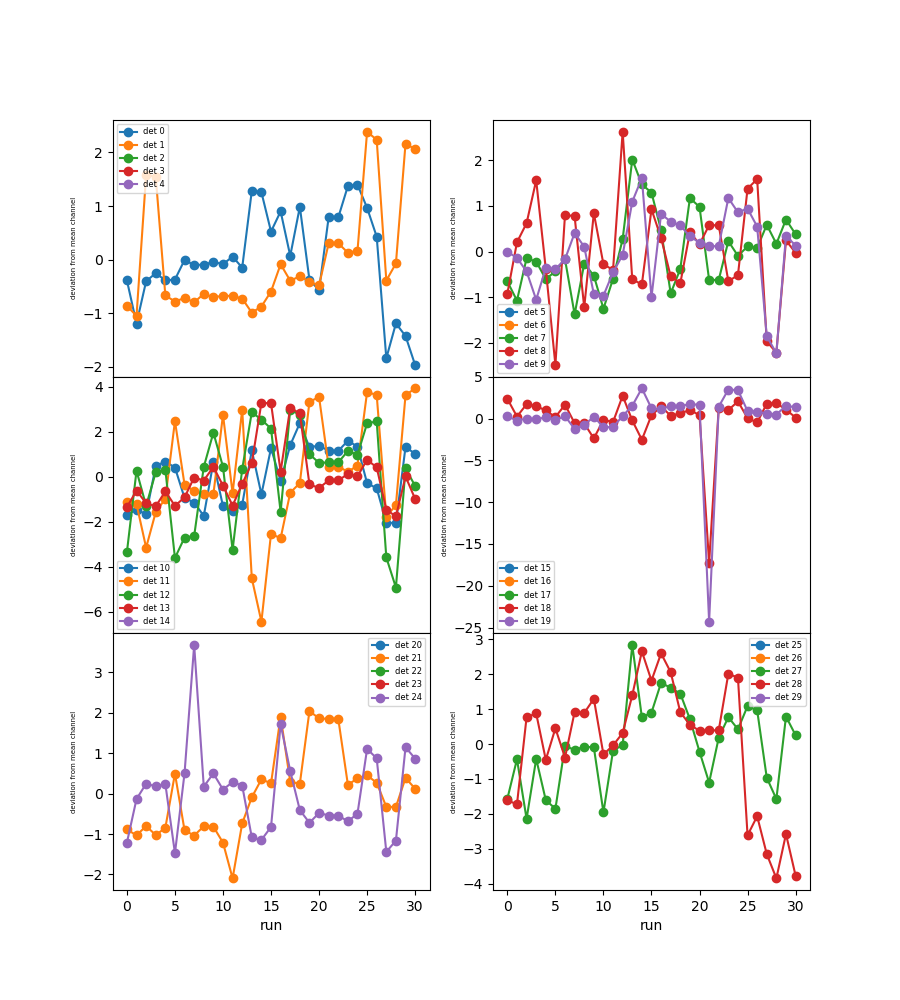 2
1
0
−1
−2
deviation from mean channel
det 0
det 1
det 2
det 3
det 4
2
1
0
−1
−2
deviation from mean channel
det 5
det 6
det 7
det 8
det 9
4
2
0
−2
−4
−6
deviation from mean channel
det 10
det 11
det 12
det 13
det 14
5
0
−5
−10
−15
−20
−25
deviation from mean channel
det 15
det 16
det 17
det 18
det 19
3
2
1
0
−1
−2
deviation from mean channel
det 20
det 21
det 22
det 23
det 24
0 5 10 15 20 25 30
run
3
2
1
0
−1
−2
−3
−4
deviation from mean channel
det 25
det 26
det 27
det 28
det 29
0 5 10 15 20 25 30
run